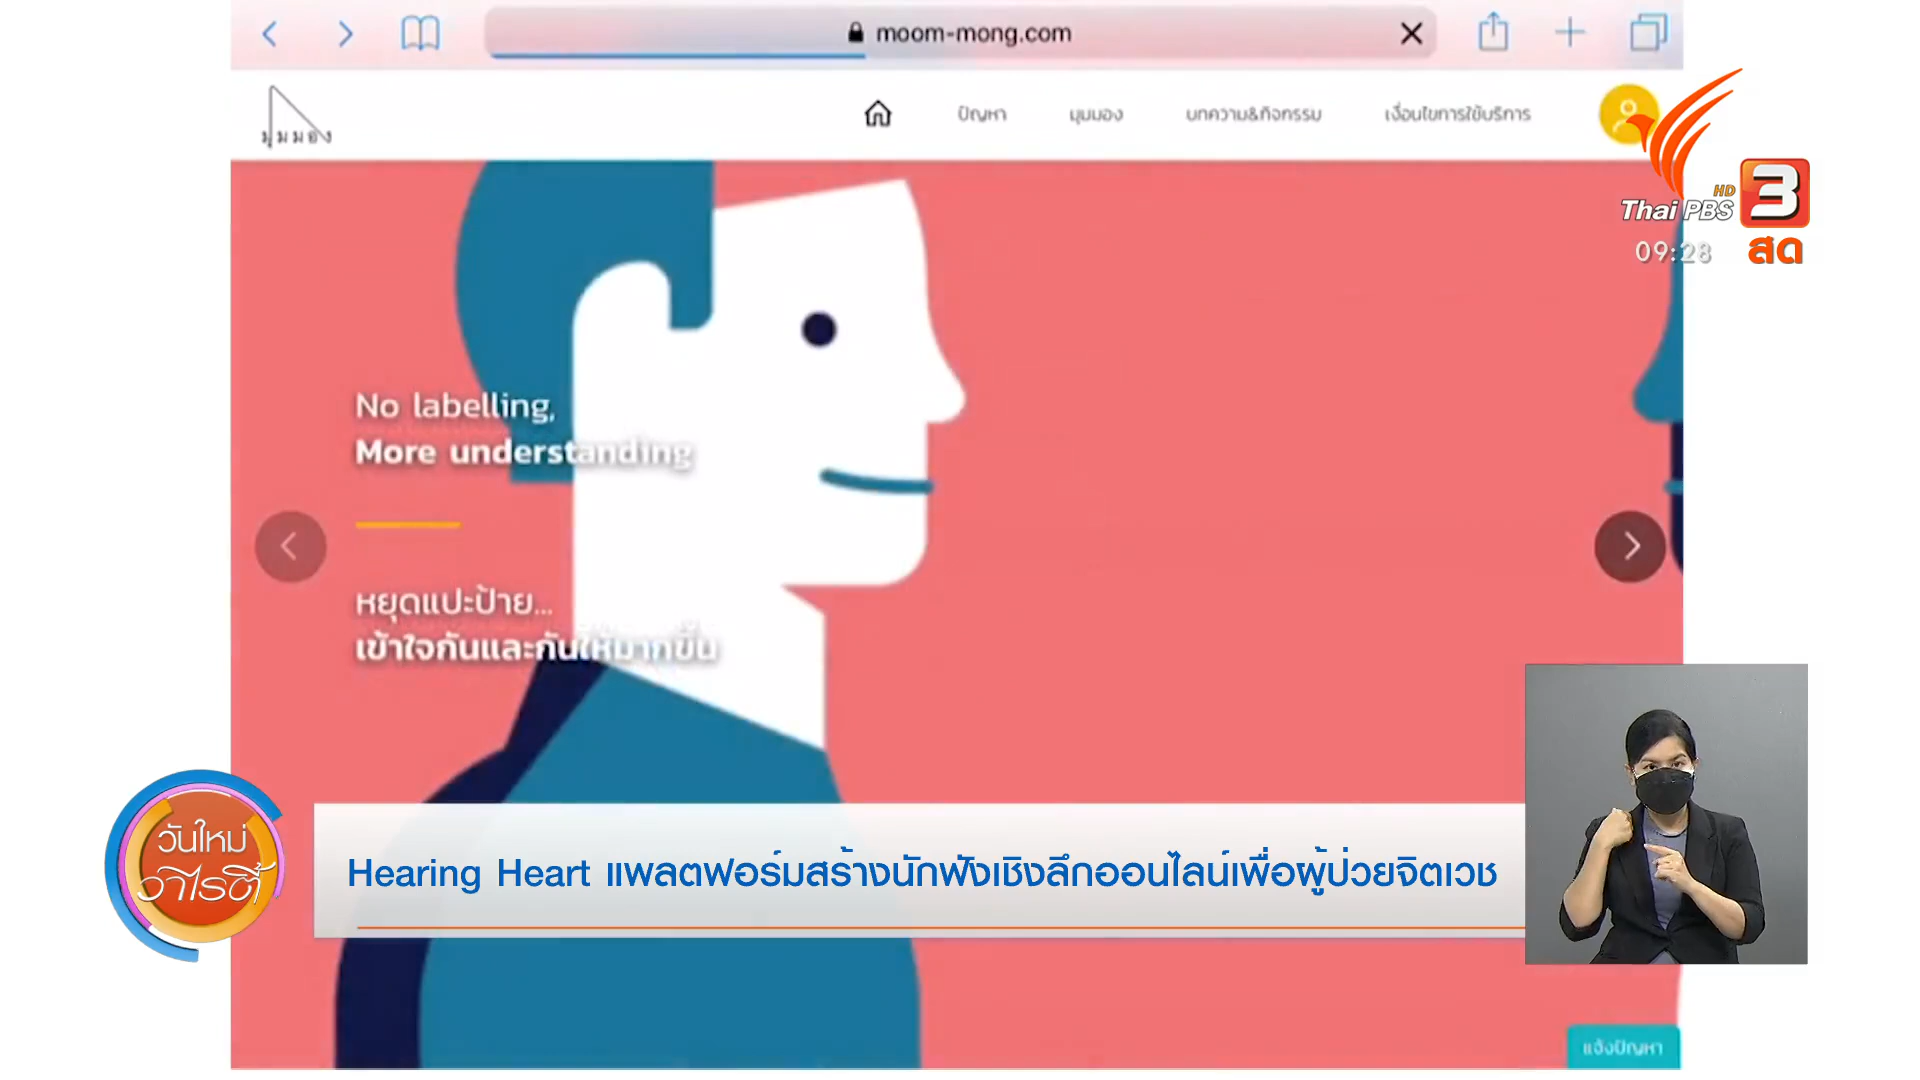 moom-mong.com
มุมมอง
ปัญหา
มุมมอง
บทความ&กิจกรรม
เงื่อนไขการใช้บริการ
HD
Thai PBS 3
09:28 สด
No labelling,
More understanding
หยุดแปะป้าย...
เข้าใจกันและกันให้มากขึ้น
วันใหม่
วาไรตี้
Hearing Heart แพลตฟอร์มสร้างนักฟังเชิงลึกออนไลน์เพื่อผู้ป่วยจิตเวช
แจ้งปัญหา